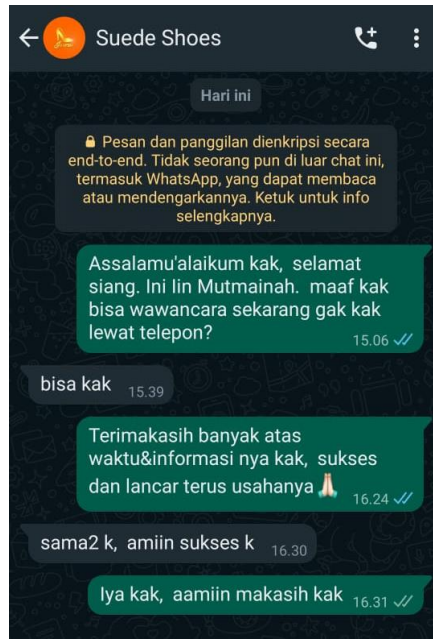 Suede Shoes
Hari ini
Pesan dan panggilan dienkripsi secara
end-to-end. Tidak seorang pun di luar chat ini,
termasuk WhatsApp, yang dapat membaca
atau mendengarkannya. Ketuk untuk info
selengkapnya.
Assalamu'alaikum kak, selamat
siang. Ini Iin Mutmainah. maaf kak
bisa wawancara sekarang gak kak
lewat telepon?
15.06
bisa kak 15.39
Terimakasih banyak atas
waktu&informasi nya kak, sukses
dan lancar terus usahanya 🙏🏻
16.24
sama2 k, amiin sukses k 16.30
Iya kak, aamiin makasih kak 16.31